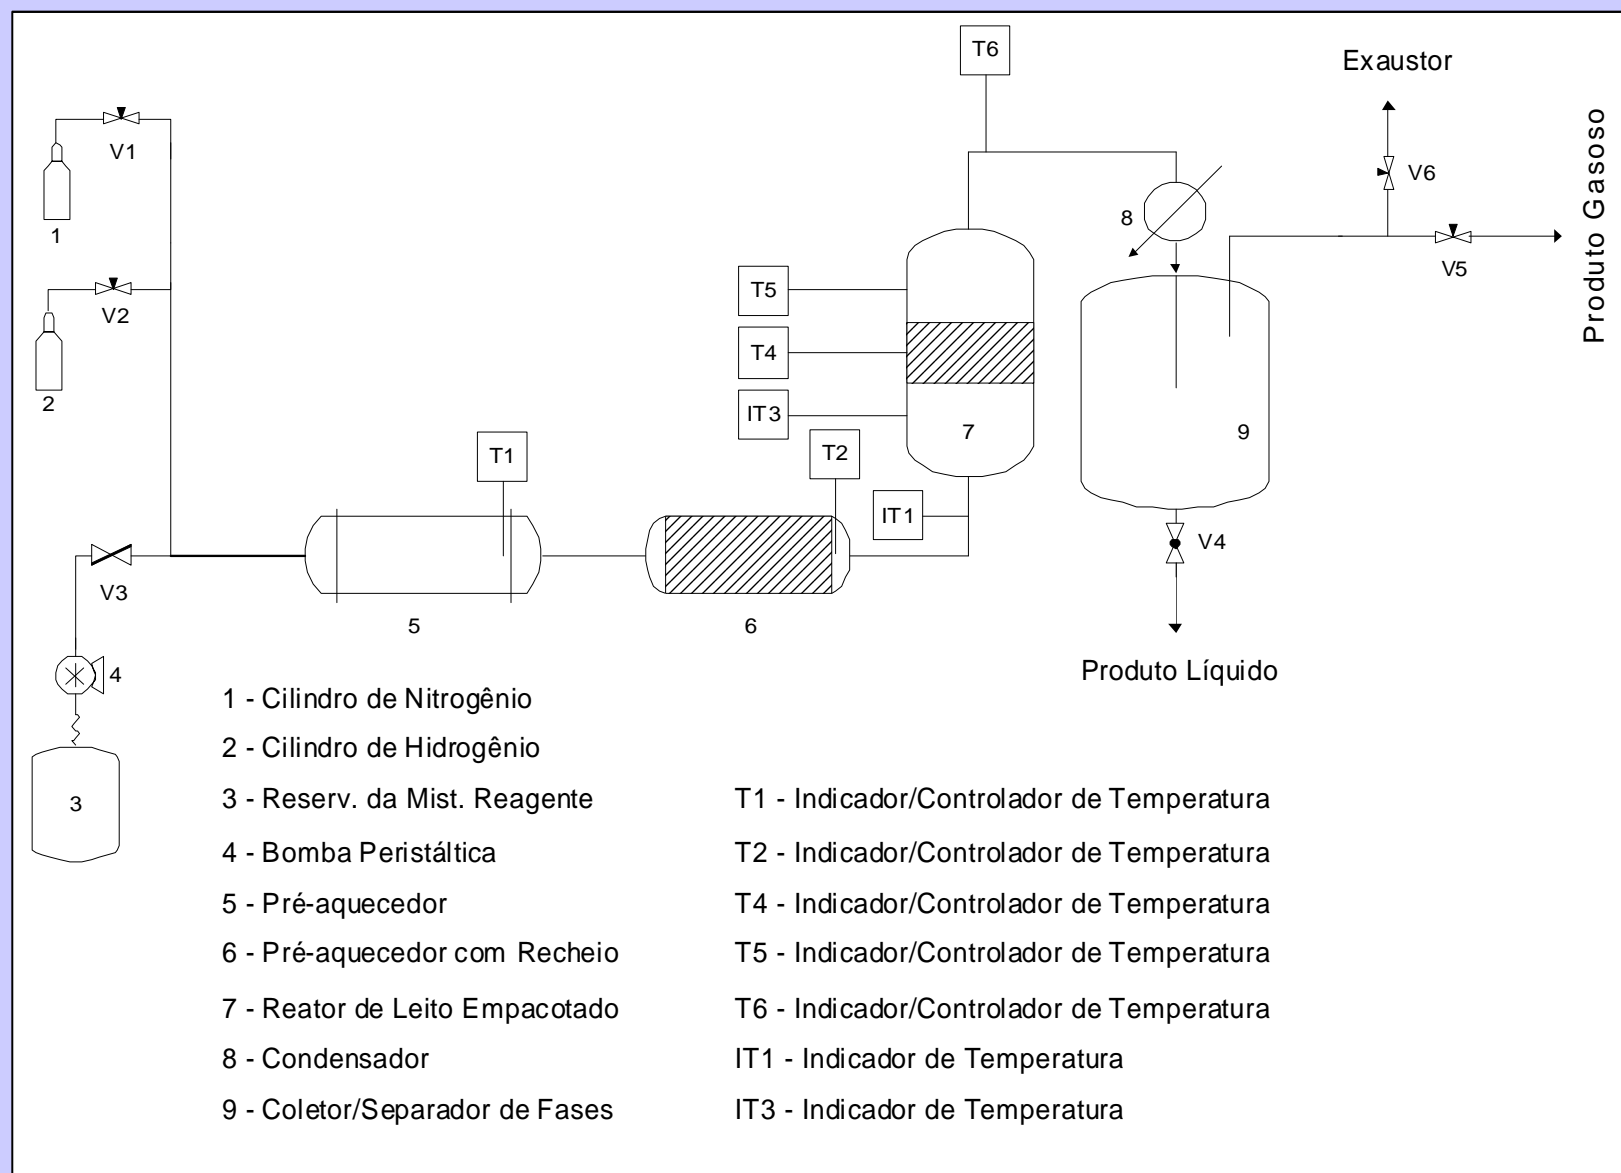 T6
Exaustor
Produto Gasoso
V1
V6
1
8
V5
T5
V2
T4
2
IT3
7
9
T1
T2
IT1
V4
V3
5
6
4
Produto Líquido
3
1 - Cilindro de Nitrogênio
2 - Cilindro de Hidrogênio
3 - Reserv. da Mist. Reagente
4 - Bomba Peristáltica
5 - Pré-aquecedor
6 - Pré-aquecedor com Recheio
7 - Reator de Leito Empacotado
8 - Condensador
9 - Coletor/Separador de Fases
T1 - Indicador/Controlador de Temperatura
T2 - Indicador/Controlador de Temperatura
T4 - Indicador/Controlador de Temperatura
T5 - Indicador/Controlador de Temperatura
T6 - Indicador/Controlador de Temperatura
IT1 - Indicador de Temperatura
IT3 - Indicador de Temperatura